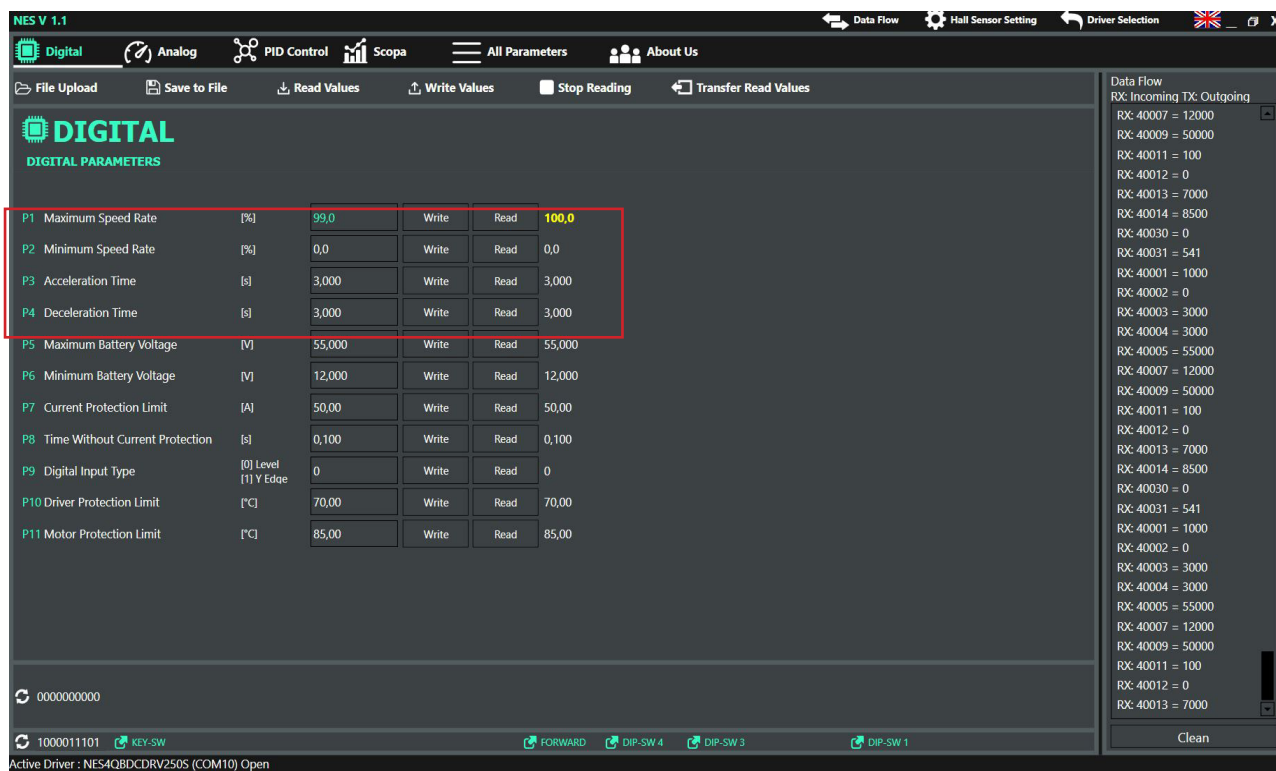 NES V 1.1
Data Flow Hall Sensor Setting Driver Selection
Digital Analog PID Control Scopa All Parameters About Us
File Upload Save to File Read Values Write Values Stop Reading Transfer Read Values
DIGITAL
DIGITAL PARAMETERS
P1 Maximum Speed Rate [%] 99,0 Write Read 100,0
P2 Minimum Speed Rate [%] 0,0 Write Read 0,0
P3 Acceleration Time [s] 3,000 Write Read 3,000
P4 Deceleration Time [s] 3,000 Write Read 3,000
P5 Maximum Battery Voltage [V] 55,000 Write Read 55,000
P6 Minimum Battery Voltage [V] 12,000 Write Read 12,000
P7 Current Protection Limit [A] 50,00 Write Read 50,00
P8 Time Without Current Protection [s] 0,100 Write Read 0,100
P9 Digital Input Type [0] Level
[1] Y Edge 0 Write Read 0
P10 Driver Protection Limit [°C] 70,00 Write Read 70,00
P11 Motor Protection Limit [°C] 85,00 Write Read 85,00
Data Flow
RX: Incoming TX: Outgoing
RX: 40007 = 12000
RX: 40009 = 50000
RX: 40011 = 100
RX: 40012 = 0
RX: 40013 = 7000
RX: 40014 = 8500
RX: 40030 = 0
RX: 40031 = 541
RX: 40001 = 1000
RX: 40002 = 0
RX: 40003 = 3000
RX: 40004 = 3000
RX: 40005 = 55000
RX: 40007 = 12000
RX: 40009 = 50000
RX: 40011 = 100
RX: 40012 = 0
RX: 40013 = 7000
RX: 40014 = 8500
RX: 40030 = 0
RX: 40031 = 541
RX: 40001 = 1000
RX: 40002 = 0
RX: 40003 = 3000
RX: 40004 = 3000
RX: 40005 = 55000
RX: 40007 = 12000
RX: 40009 = 50000
RX: 40011 = 100
RX: 40012 = 0
RX: 40013 = 7000
Clean
0000000000
1000011101 KEY-SW FORWARD DIP-SW 4 DIP-SW 3 DIP-SW 1
Active Driver : NES4QBDCDRV250S (COM10) Open